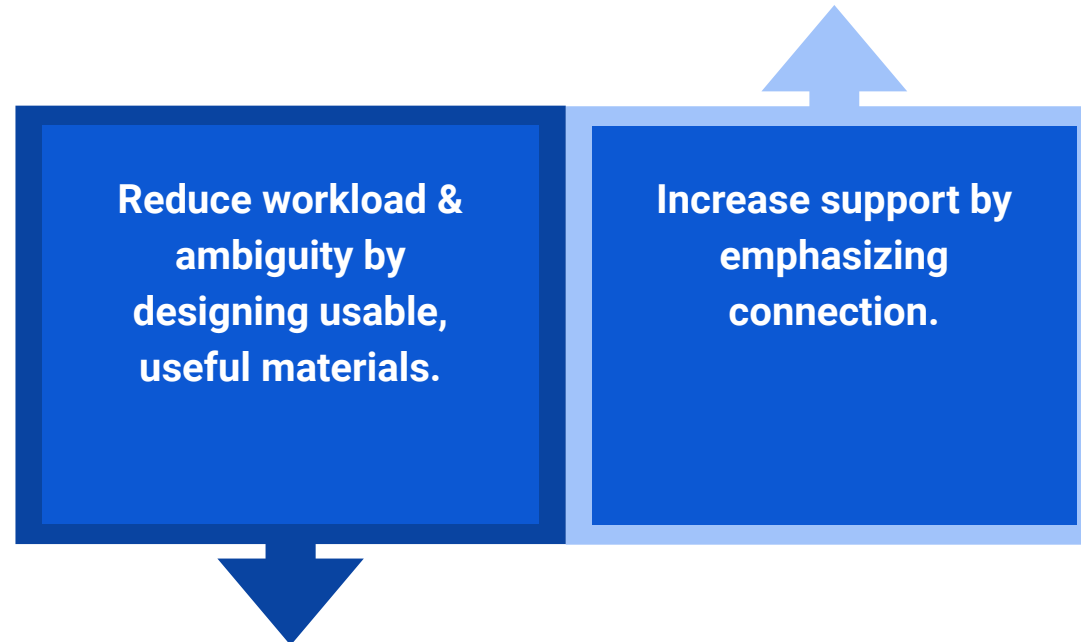 Reduce workload &
ambiguity by
designing usable,
useful materials.
Increase support by
emphasizing
connection.